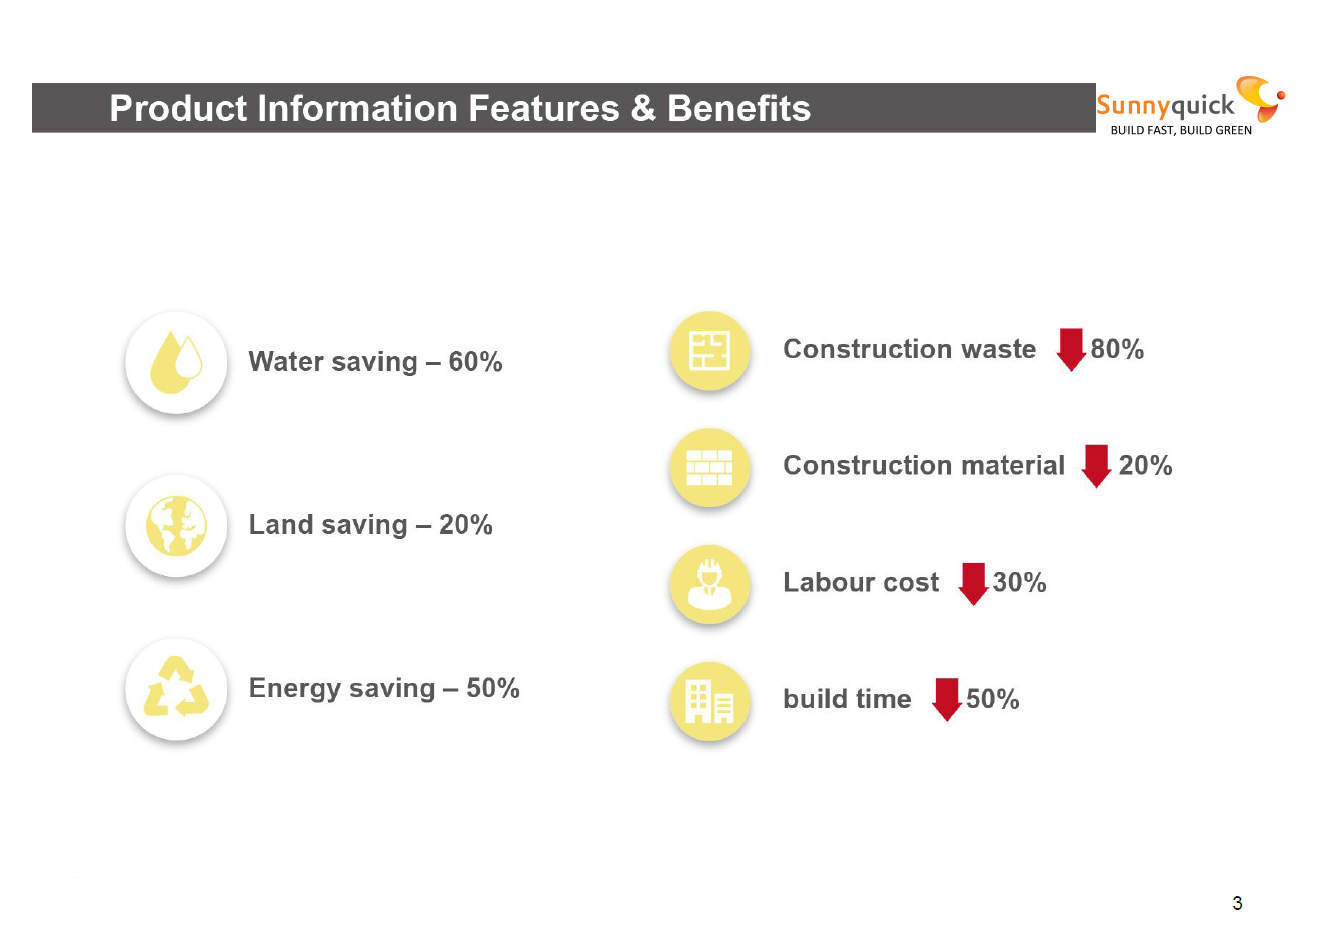 Product Information Features & Benefits
Sunnyquick
BUILD FAST, BUILD GREEN
Water saving – 60%
Land saving – 20%
Energy saving – 50%
Construction waste 80%
Construction material 20%
Labour cost 30%
build time 50%
3